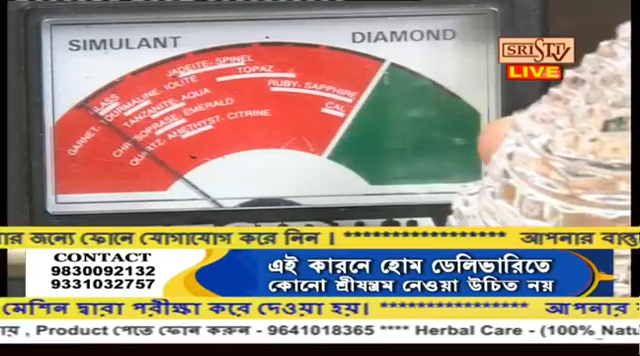 SIMULANT
DIAMOND
SRISTI TV
LIVE
JADEITE- SPINEL
TOPAZ
GLASS
TOURMALINE- IOLITE
RUBY- SAPPHIRE
TANZANITE- AQUA
CAL
GARNET-
CHRYSOPRASE- EMERALD
QUARTZ- AMETHYST- CITRINE
র জন্যে ফোনে যোগাযোগ করে নিন । ****************** আপনার বাস্তু
CONTACT
9830092132
9331032757
এই কারনে হোম ডেলিভারিতে
কোনো শ্রীযন্ত্রম নেওয়া উচিত নয়
মেশিন দ্বারা পরীক্ষা করে দেওয়া হয়। ****************** আপনার
Product পেতে ফোন করুন - 9641018365 **** Herbal Care - (100% Natu